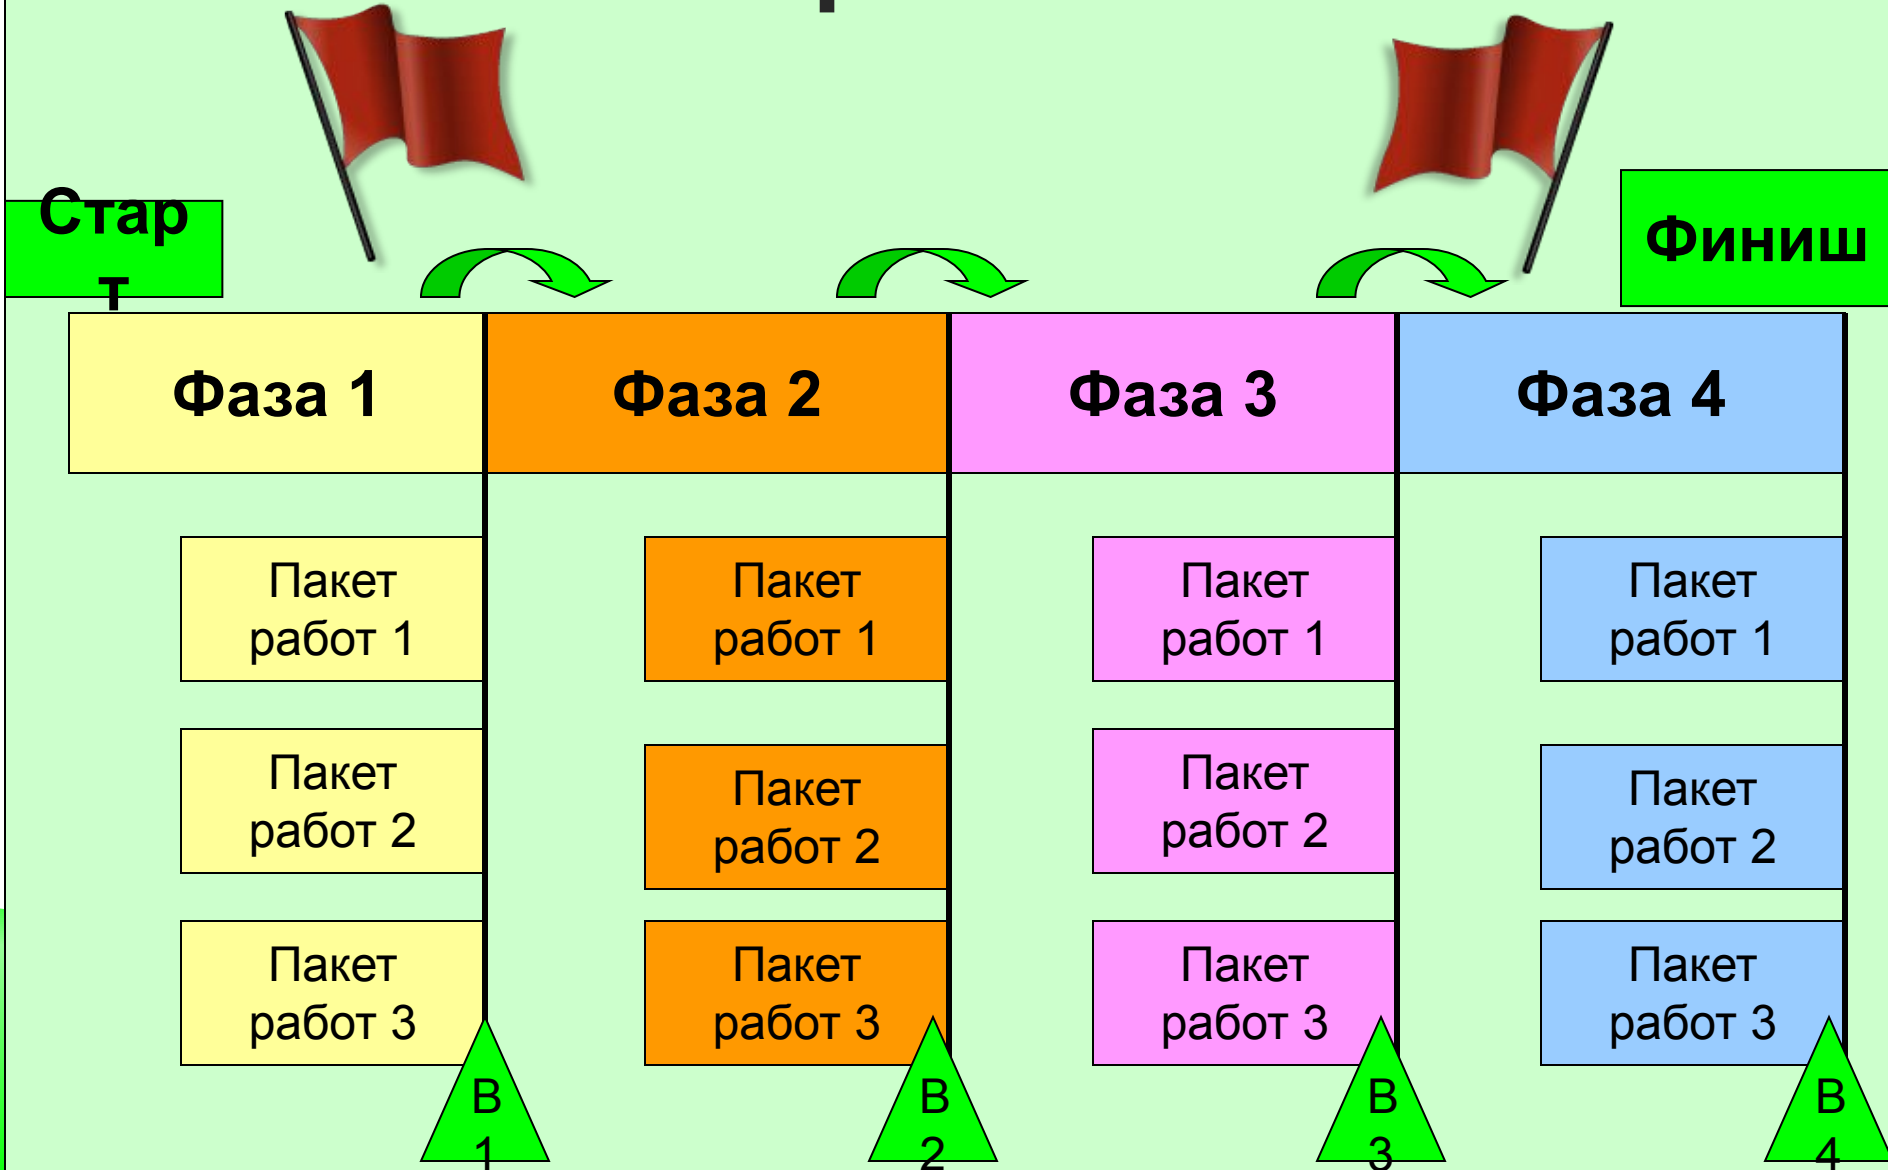 Стар
т
Финиш
Фаза 1
Фаза 2
Фаза 3
Фаза 4
Пакет
работ 1
Пакет
работ 1
Пакет
работ 1
Пакет
работ 1
Пакет
работ 2
Пакет
работ 2
Пакет
работ 2
Пакет
работ 2
Пакет
работ 3
Пакет
работ 3
Пакет
работ 3
Пакет
работ 3
В
1
В
2
В
3
В
4